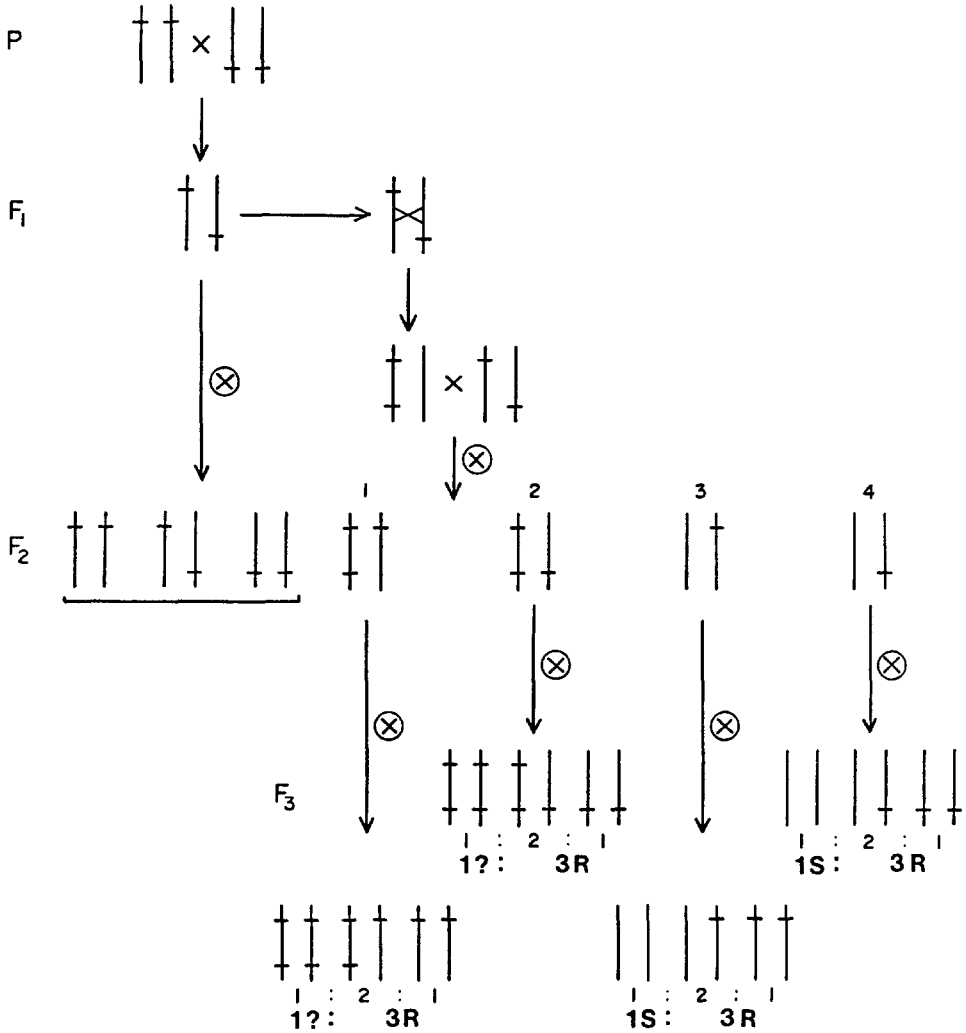 P
×
F₁
⊗
×
⊗
1 2 3 4
F₂
⊗ ⊗
⊗ ⊗
F₃
1 : 2 : 1 1 : 2 : 1
1?: 3R 1S: 3R
1 : 2 : 1 1 : 2 : 1
1?: 3R 1S: 3R